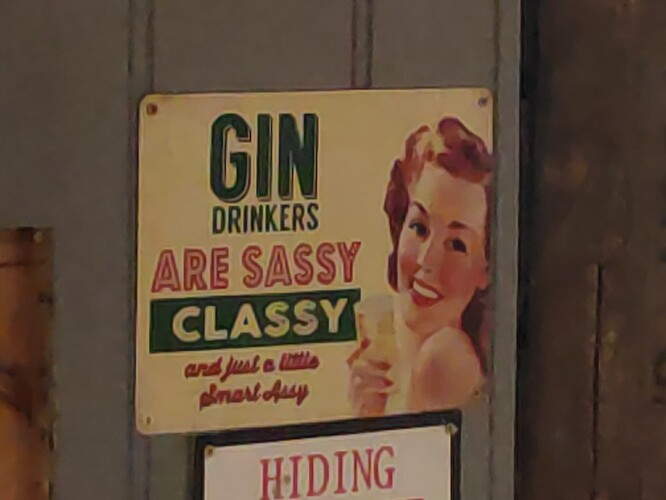 GIN
DRINKERS
ARE SASSY
CLASSY
and just a little
Smart Assy
HIDING